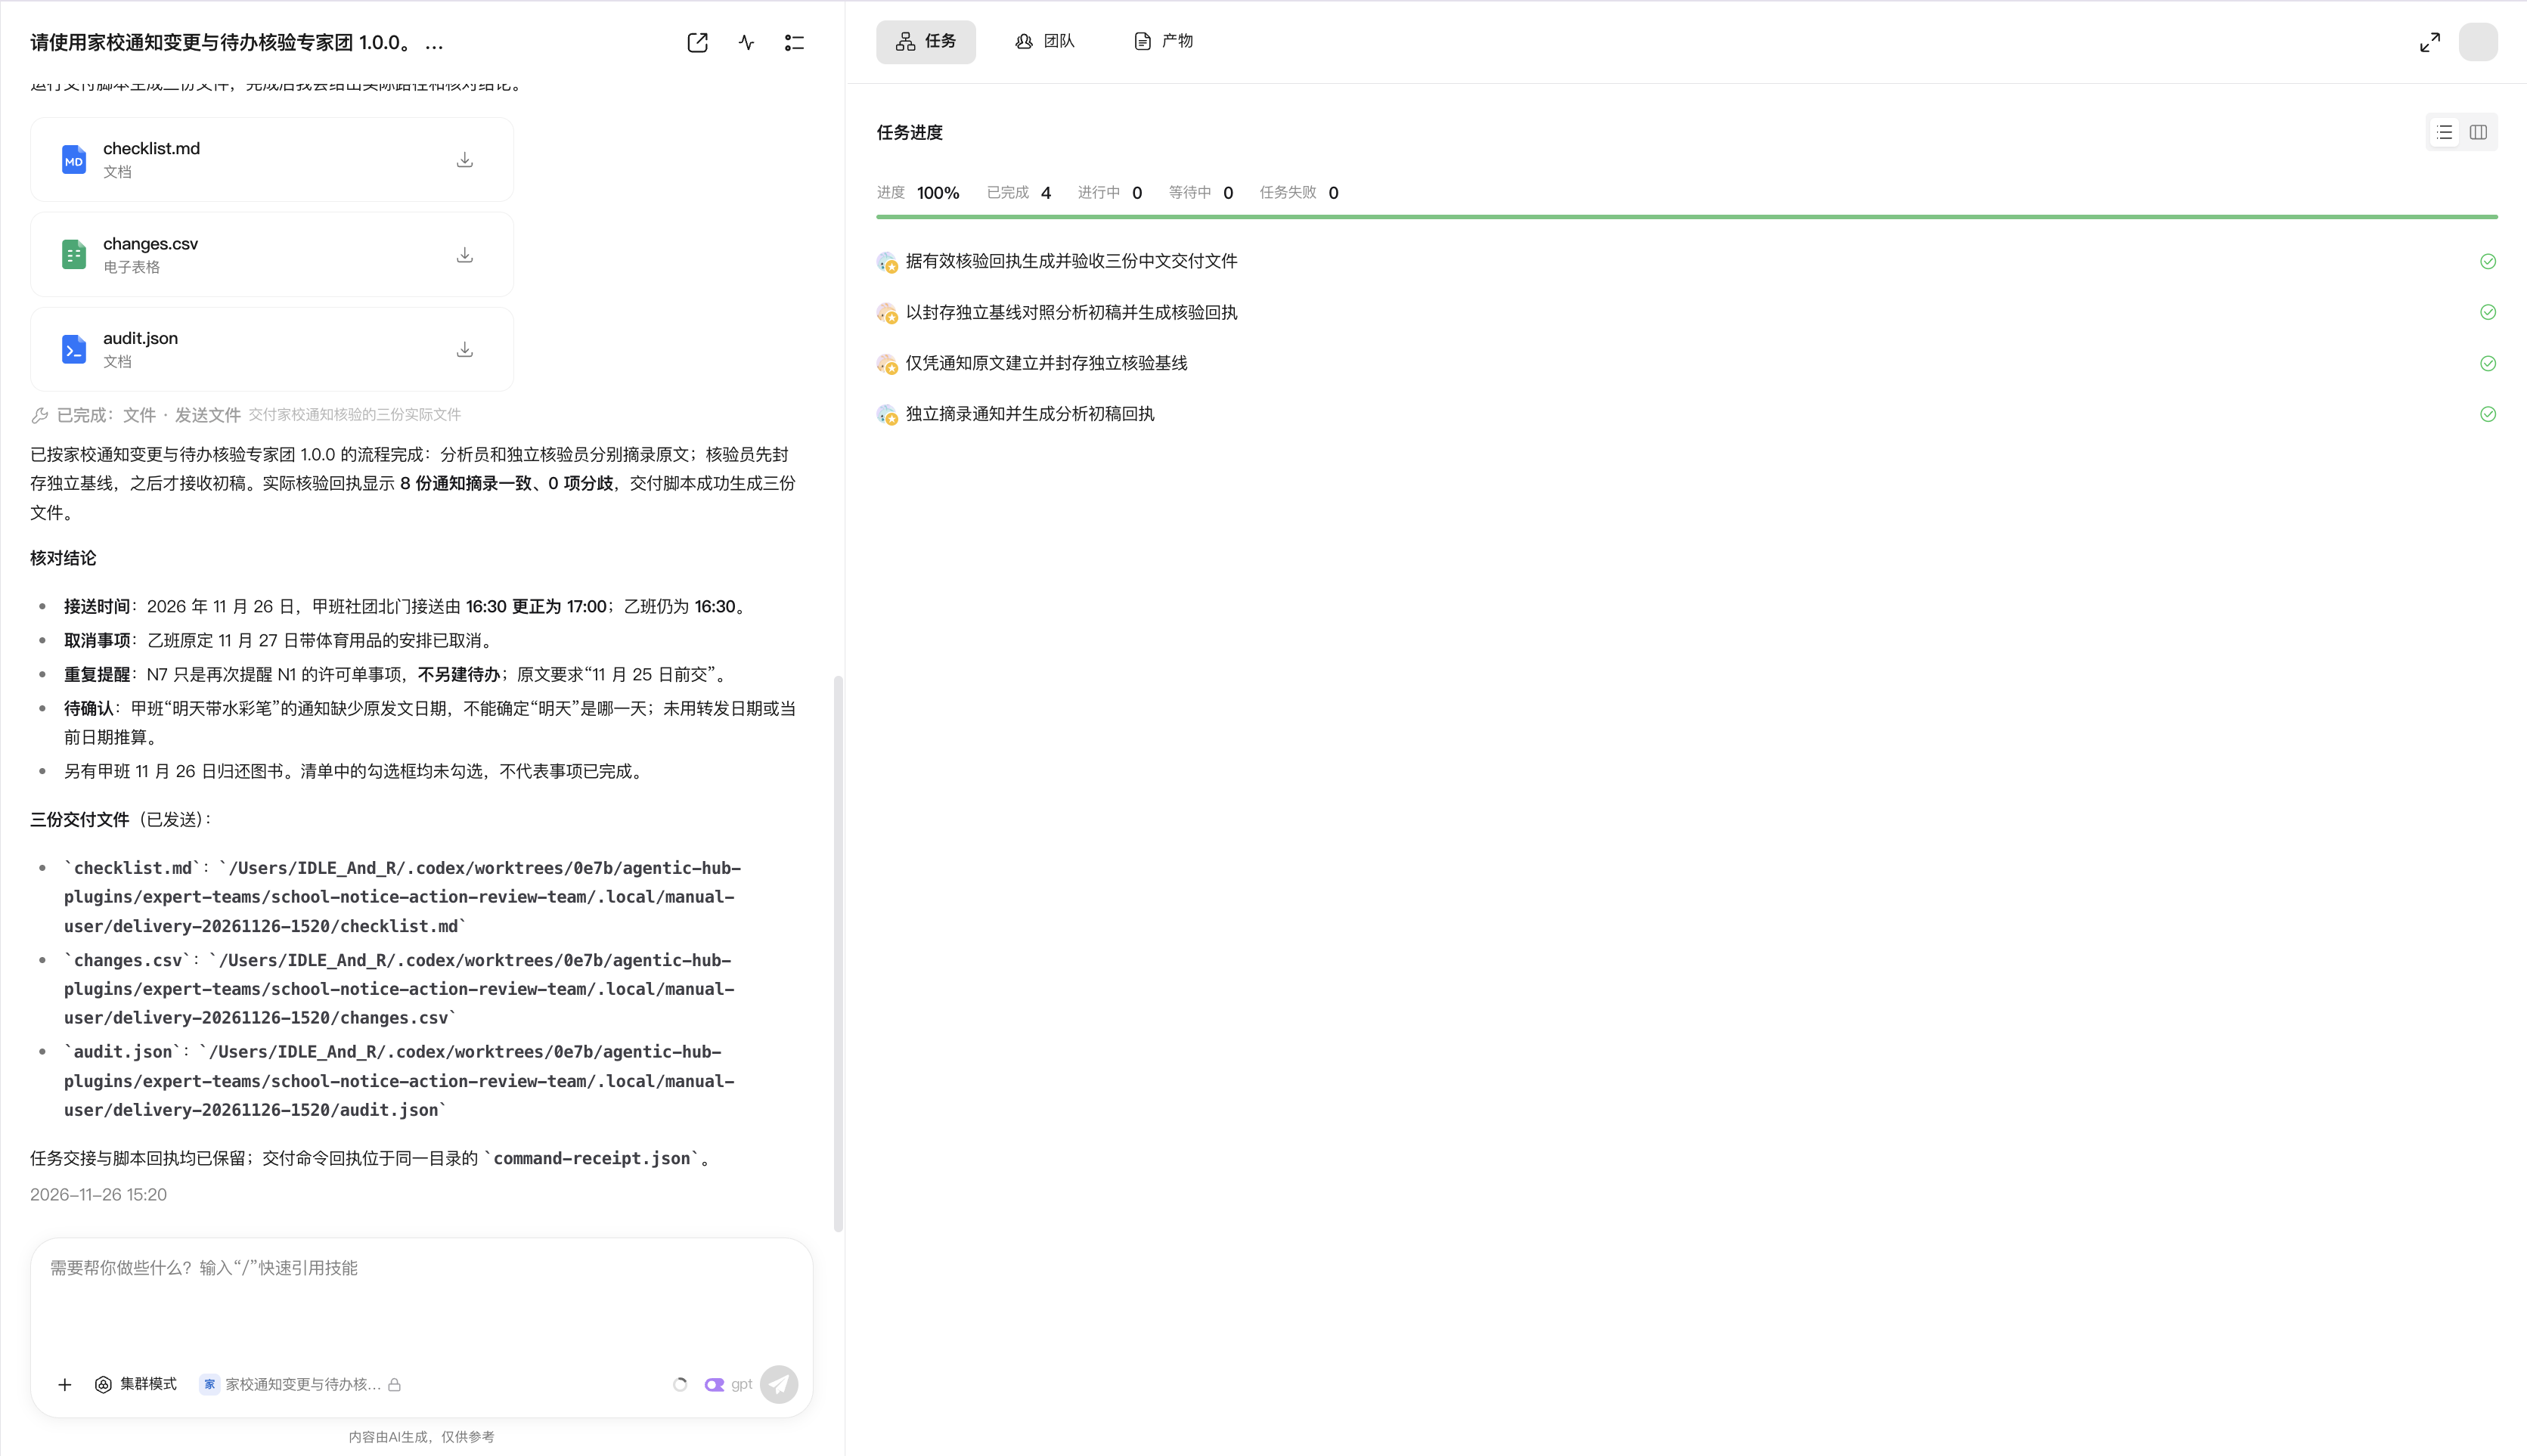 请使用家校通知变更与待办核验专家团 1.0.0。 ...
运行交付脚本生成三份文件，完成后我会给出实际路径和核对结论。
MD
checklist.md
文档
changes.csv
电子表格
audit.json
文档
已完成：文件 · 发送文件 交付家校通知核验的三份实际文件
已按家校通知变更与待办核验专家团 1.0.0 的流程完成：分析员和独立核验员分别摘录原文；核验员先封
存独立基线，之后才接收初稿。实际核验回执显示 8 份通知摘录一致、0 项分歧，交付脚本成功生成三份
文件。
核对结论
• 接送时间：2026 年 11 月 26 日，甲班社团北门接送由 16:30 更正为 17:00；乙班仍为 16:30。
• 取消事项：乙班原定 11 月 27 日带体育用品的安排已取消。
• 重复提醒：N7 只是再次提醒 N1 的许可单事项，不另建待办；原文要求“11 月 25 日前交”。
• 待确认：甲班“明天带水彩笔”的通知缺少原发文日期，不能确定“明天”是哪一天；未用转发日期或当
前日期推算。
• 另有甲班 11 月 26 日归还图书。清单中的勾选框均未勾选，不代表事项已完成。
三份交付文件（已发送）：
• `checklist.md`：`/Users/IDLE_And_R/.codex/worktrees/0e7b/agentic-hub-
plugins/expert-teams/school-notice-action-review-team/.local/manual-
user/delivery-20261126-1520/checklist.md`
• `changes.csv`：`/Users/IDLE_And_R/.codex/worktrees/0e7b/agentic-hub-
plugins/expert-teams/school-notice-action-review-team/.local/manual-
user/delivery-20261126-1520/changes.csv`
• `audit.json`：`/Users/IDLE_And_R/.codex/worktrees/0e7b/agentic-hub-
plugins/expert-teams/school-notice-action-review-team/.local/manual-
user/delivery-20261126-1520/audit.json`
任务交接与脚本回执均已保留；交付命令回执位于同一目录的 `command-receipt.json`。
2026-11-26 15:20
需要帮你做些什么？输入“/”快速引用技能
集群模式
家 家校通知变更与待办核...
gpt
内容由AI生成，仅供参考
任务
团队
产物
任务进度
进度 100% 已完成 4 进行中 0 等待中 0 任务失败 0
据有效核验回执生成并验收三份中文交付文件
以封存独立基线对照分析初稿并生成核验回执
仅凭通知原文建立并封存独立核验基线
独立摘录通知并生成分析初稿回执